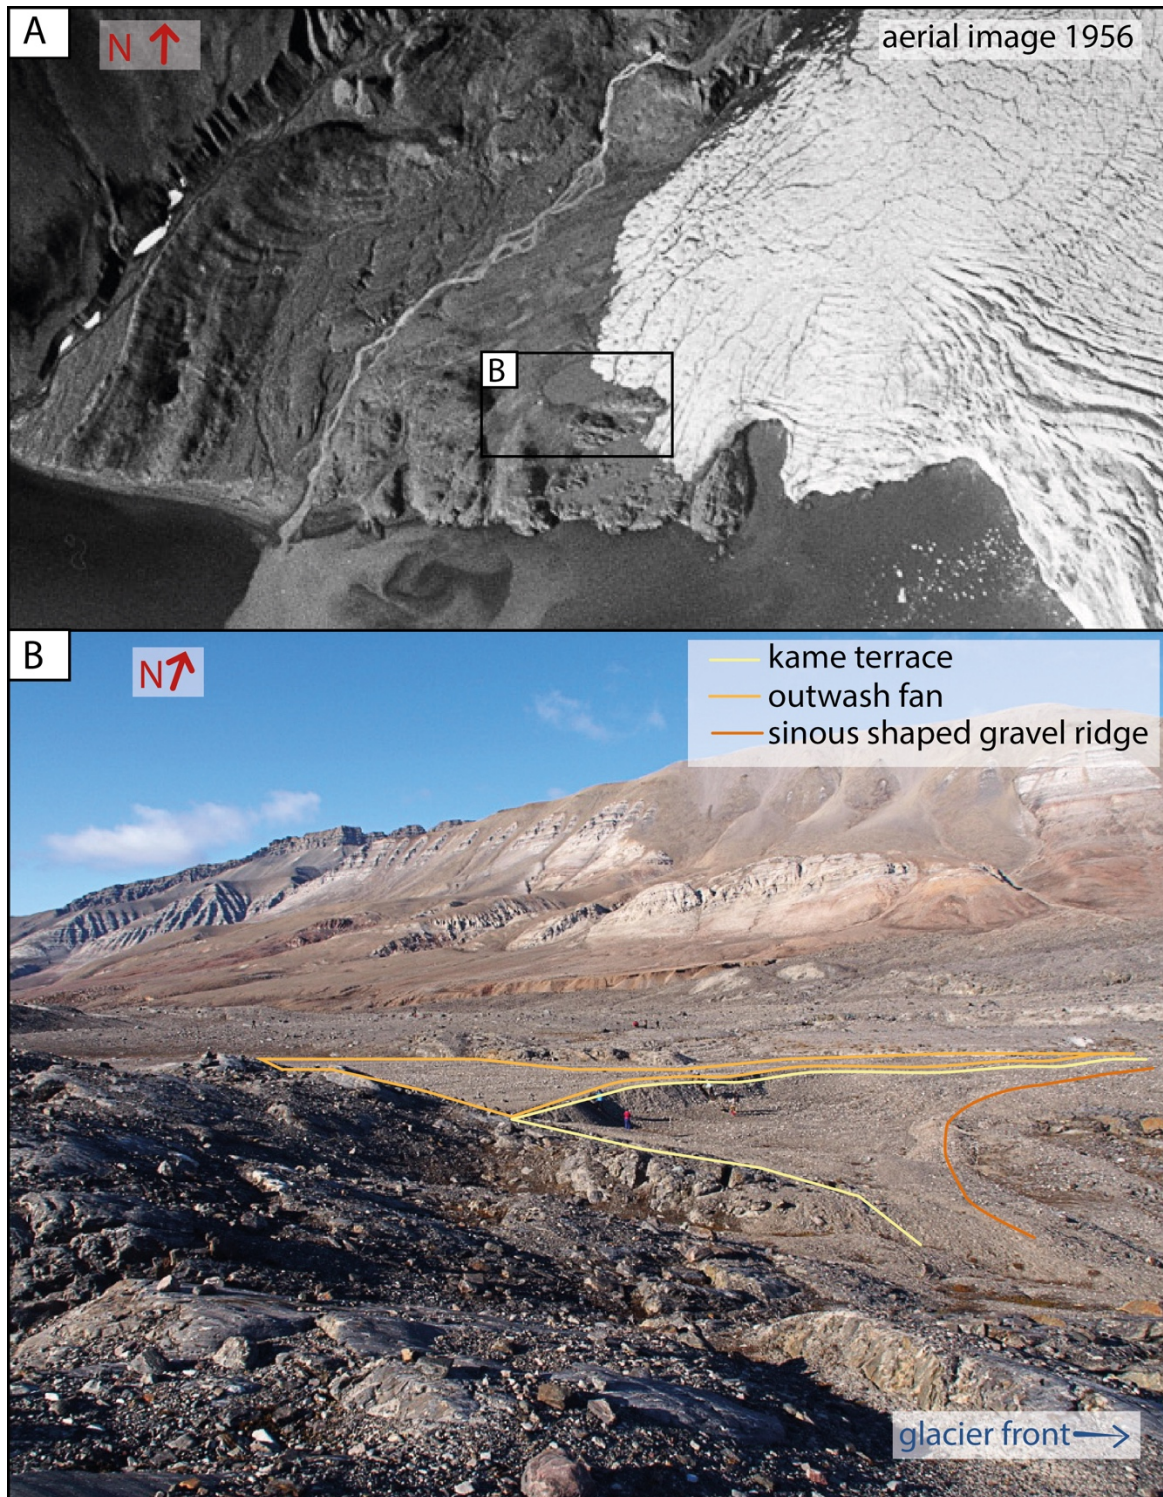 A
N
aerial image 1956
B
B
N
kame terrace
outwash fan
sinous shaped gravel ridge
glacier front